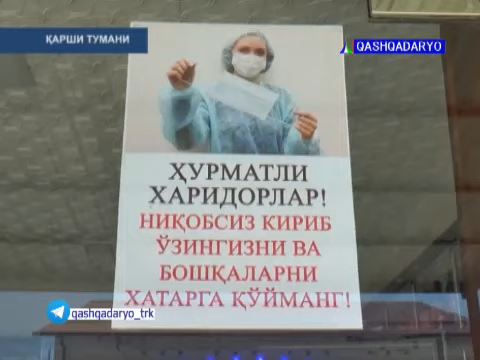 ҚАРШИ ТУМАНИ
QASHQADARYO
ҲУРМАТЛИ
ХАРИДОРЛАР!
НИҚОБСИЗ КИРИБ
ЎЗИНГИЗНИ ВА
БОШҚАЛАРНИ
ХАТАРГА ҚЎЙМАНГ!
qashqadaryo_trk